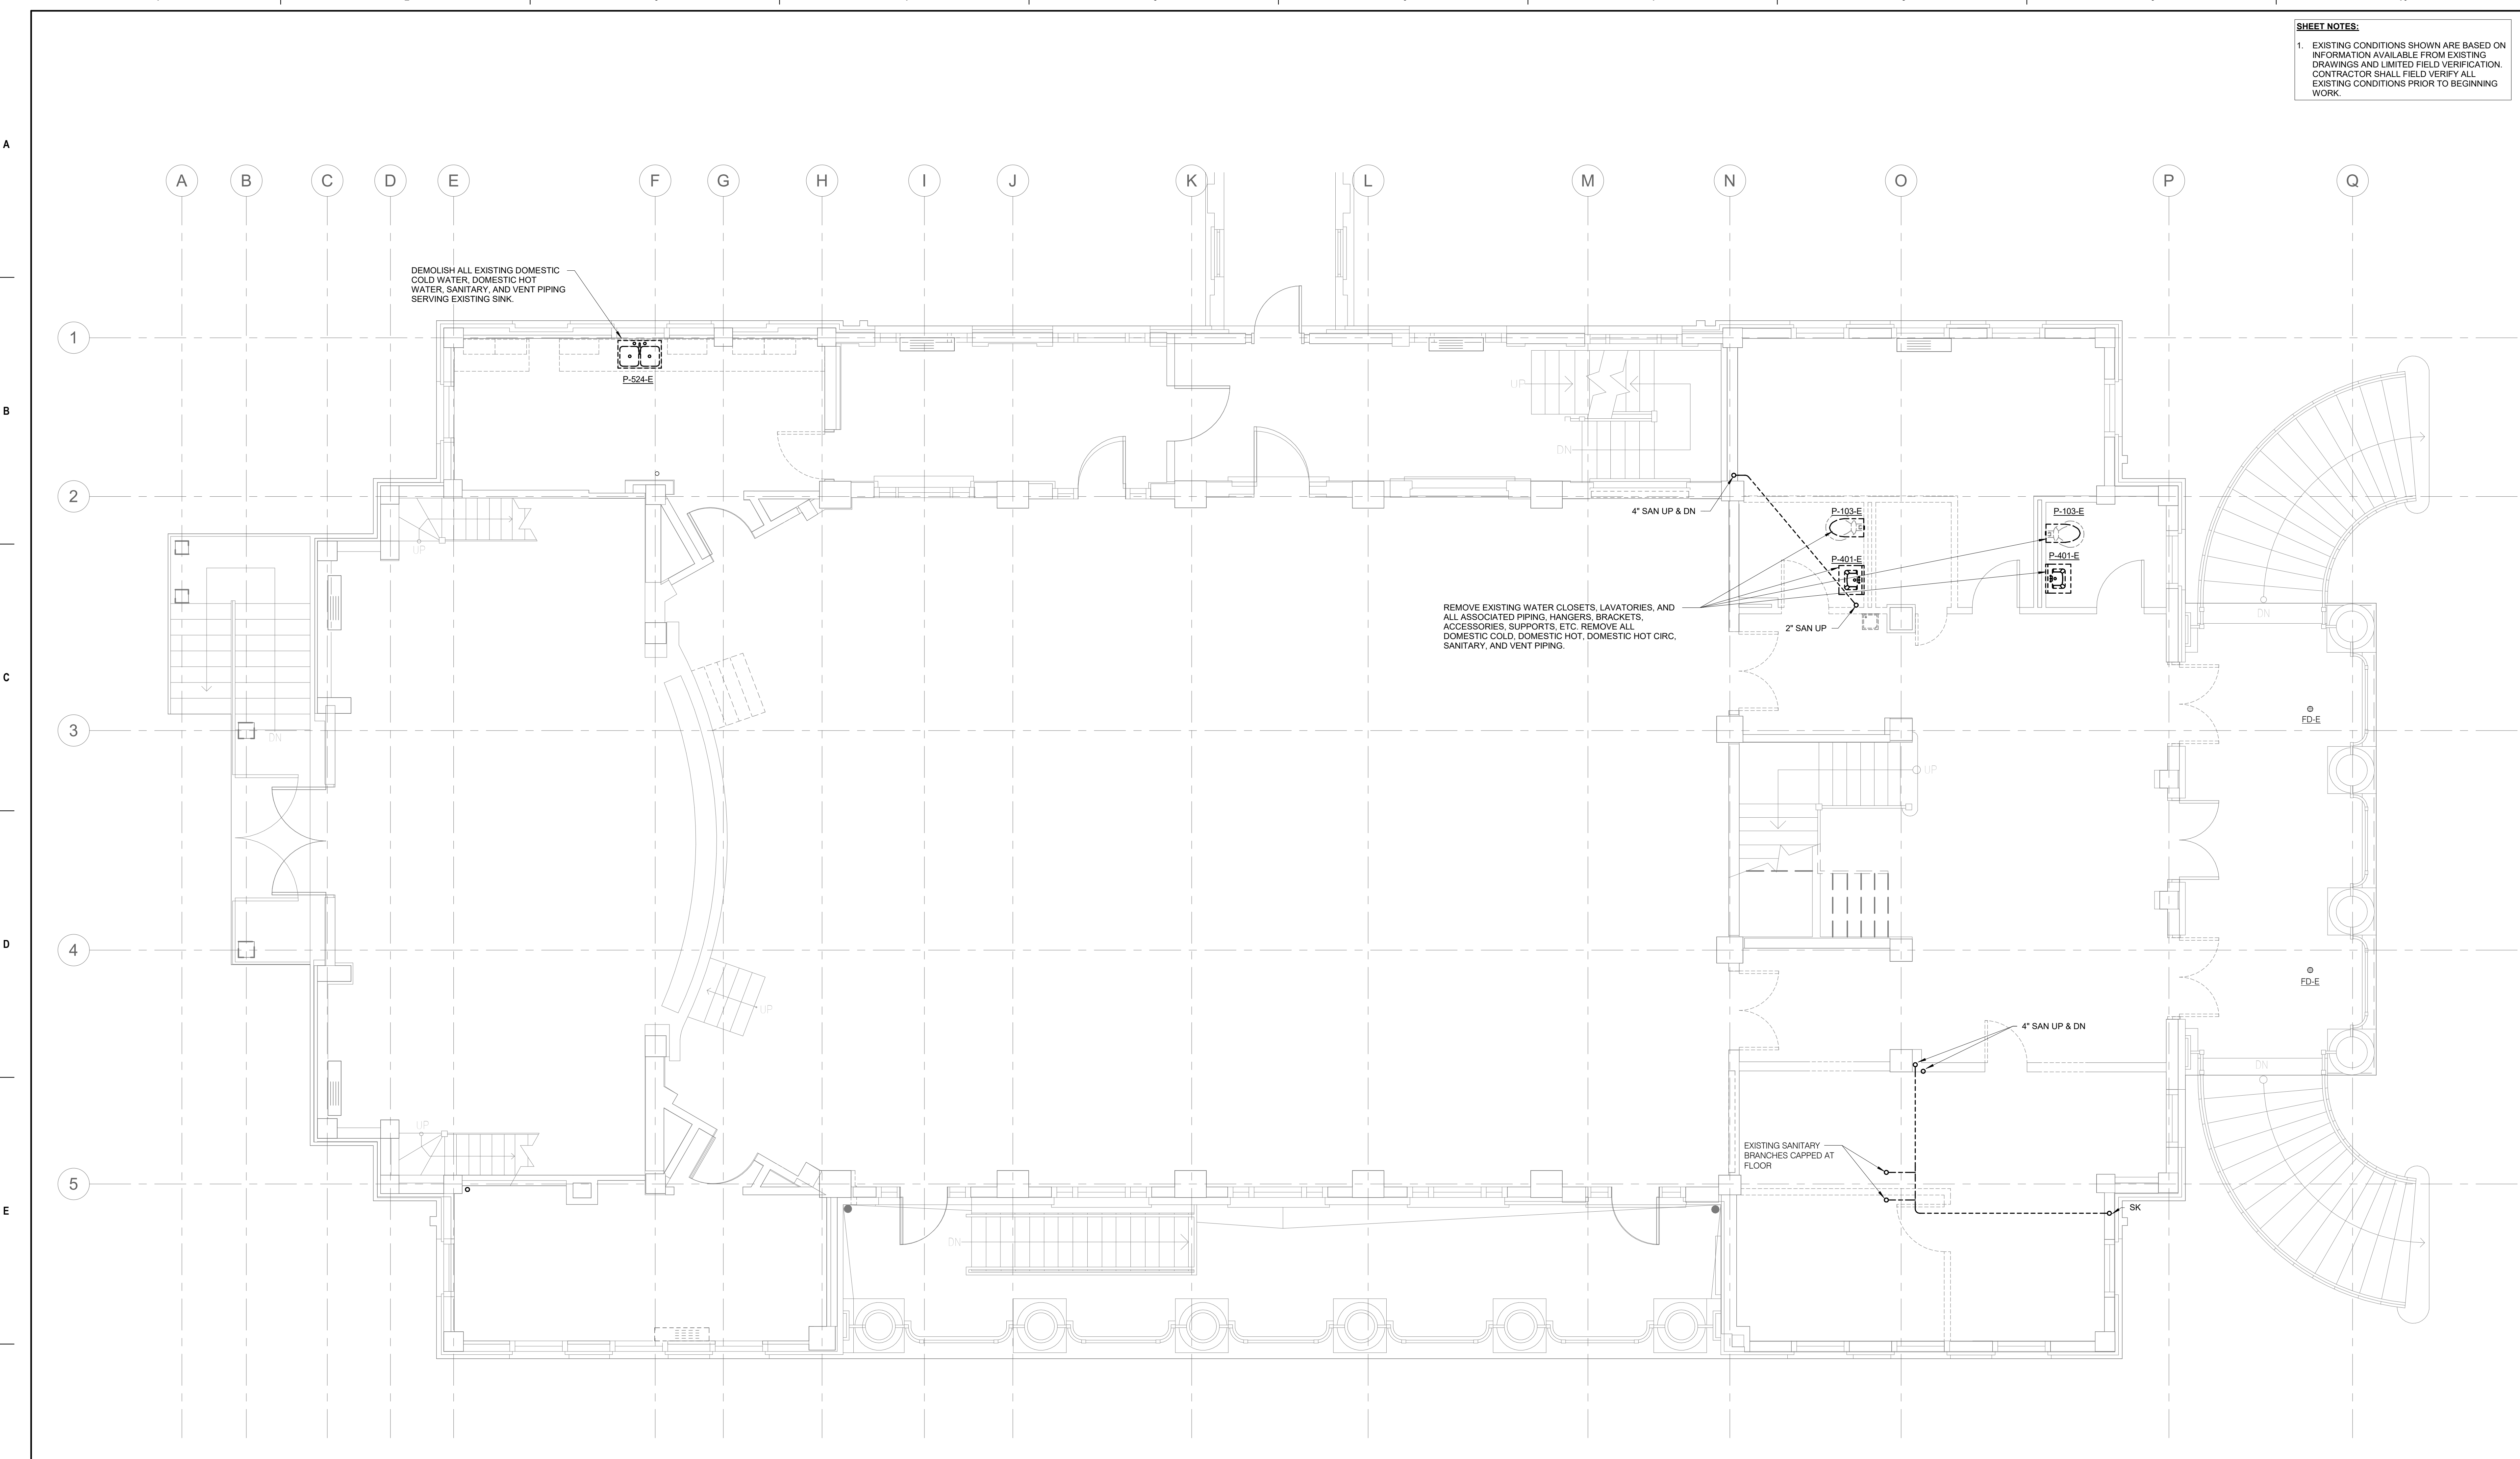 SHEET NOTES:
1. EXISTING CONDITIONS SHOWN ARE BASED ON
INFORMATION AVAILABLE FROM EXISTING
DRAWINGS AND LIMITED FIELD VERIFICATION.
CONTRACTOR SHALL FIELD VERIFY ALL
EXISTING CONDITIONS PRIOR TO BEGINNING
WORK.
A
A B C D E F G H I J K L M N O P Q
DEMOLISH ALL EXISTING DOMESTIC
COLD WATER, DOMESTIC HOT
WATER, SANITARY, AND VENT PIPING
SERVING EXISTING SINK.
1
P-524-E
UP
B
DN
2
4" SAN UP & DN
P-103-E
P-103-E
UP
P-401-E
P-401-E
REMOVE EXISTING WATER CLOSETS, LAVATORIES, AND
ALL ASSOCIATED PIPING, HANGERS, BRACKETS,
ACCESSORIES, SUPPORTS, ETC. REMOVE ALL
DOMESTIC COLD, DOMESTIC HOT, DOMESTIC HOT CIRC,
SANITARY, AND VENT PIPING.
2" SAN UP
DN
C
FD-E
3
DN
UP
D
4
FD-E
UP
4" SAN UP & DN
DN
UP
EXISTING SANITARY
BRANCHES CAPPED AT
FLOOR
5
E
SK
DN